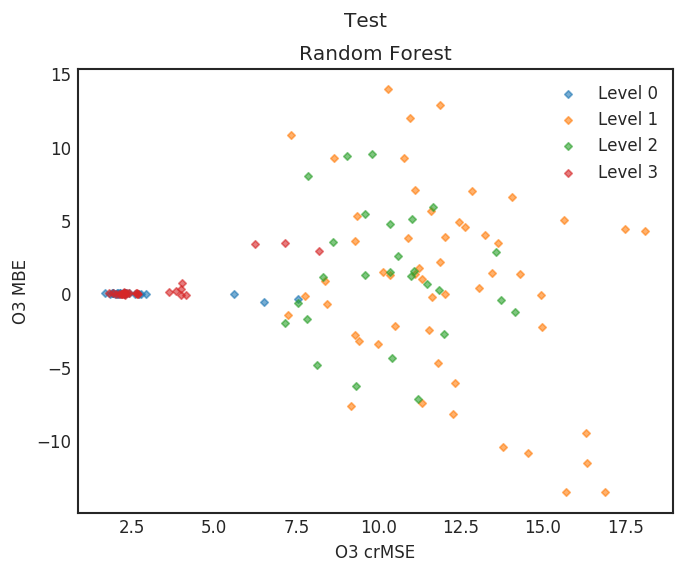 Test
Random Forest
15
10
5
0
−5
−10
O3 MBE
Level 0
Level 1
Level 2
Level 3
2.5 5.0 7.5 10.0 12.5 15.0 17.5
O3 crMSE